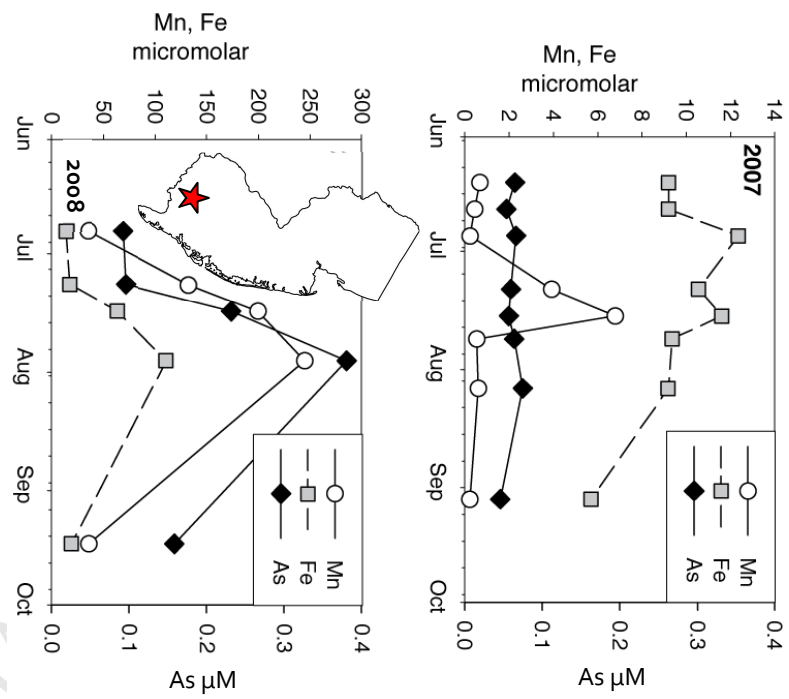 Mn, Fe
micromolar
0 50 100 150 200 250 300
Jun
Jul
Aug
Sep
Oct
2008
Mn
Fe
As
0.0 0.1 0.2 0.3 0.4
As µM
Mn, Fe
micromolar
0 2 4 6 8 10 12 14
Jun
Jul
Aug
Sep
Oct
2007
Mn
Fe
As
0.0 0.1 0.2 0.3 0.4
As µM